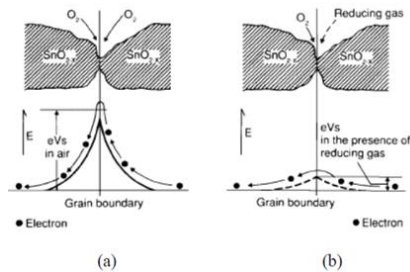 O₂ O₂
SnO₂₋ₓ SnO₂₋ₓ
E
eVs
in air
Grain boundary
● Electron
(a)
O₂ Reducing gas
SnO₂₋ₓ SnO₂₋ₓ
E
eVs
in the presence of
reducing gas
Grain boundary
● Electron
(b)